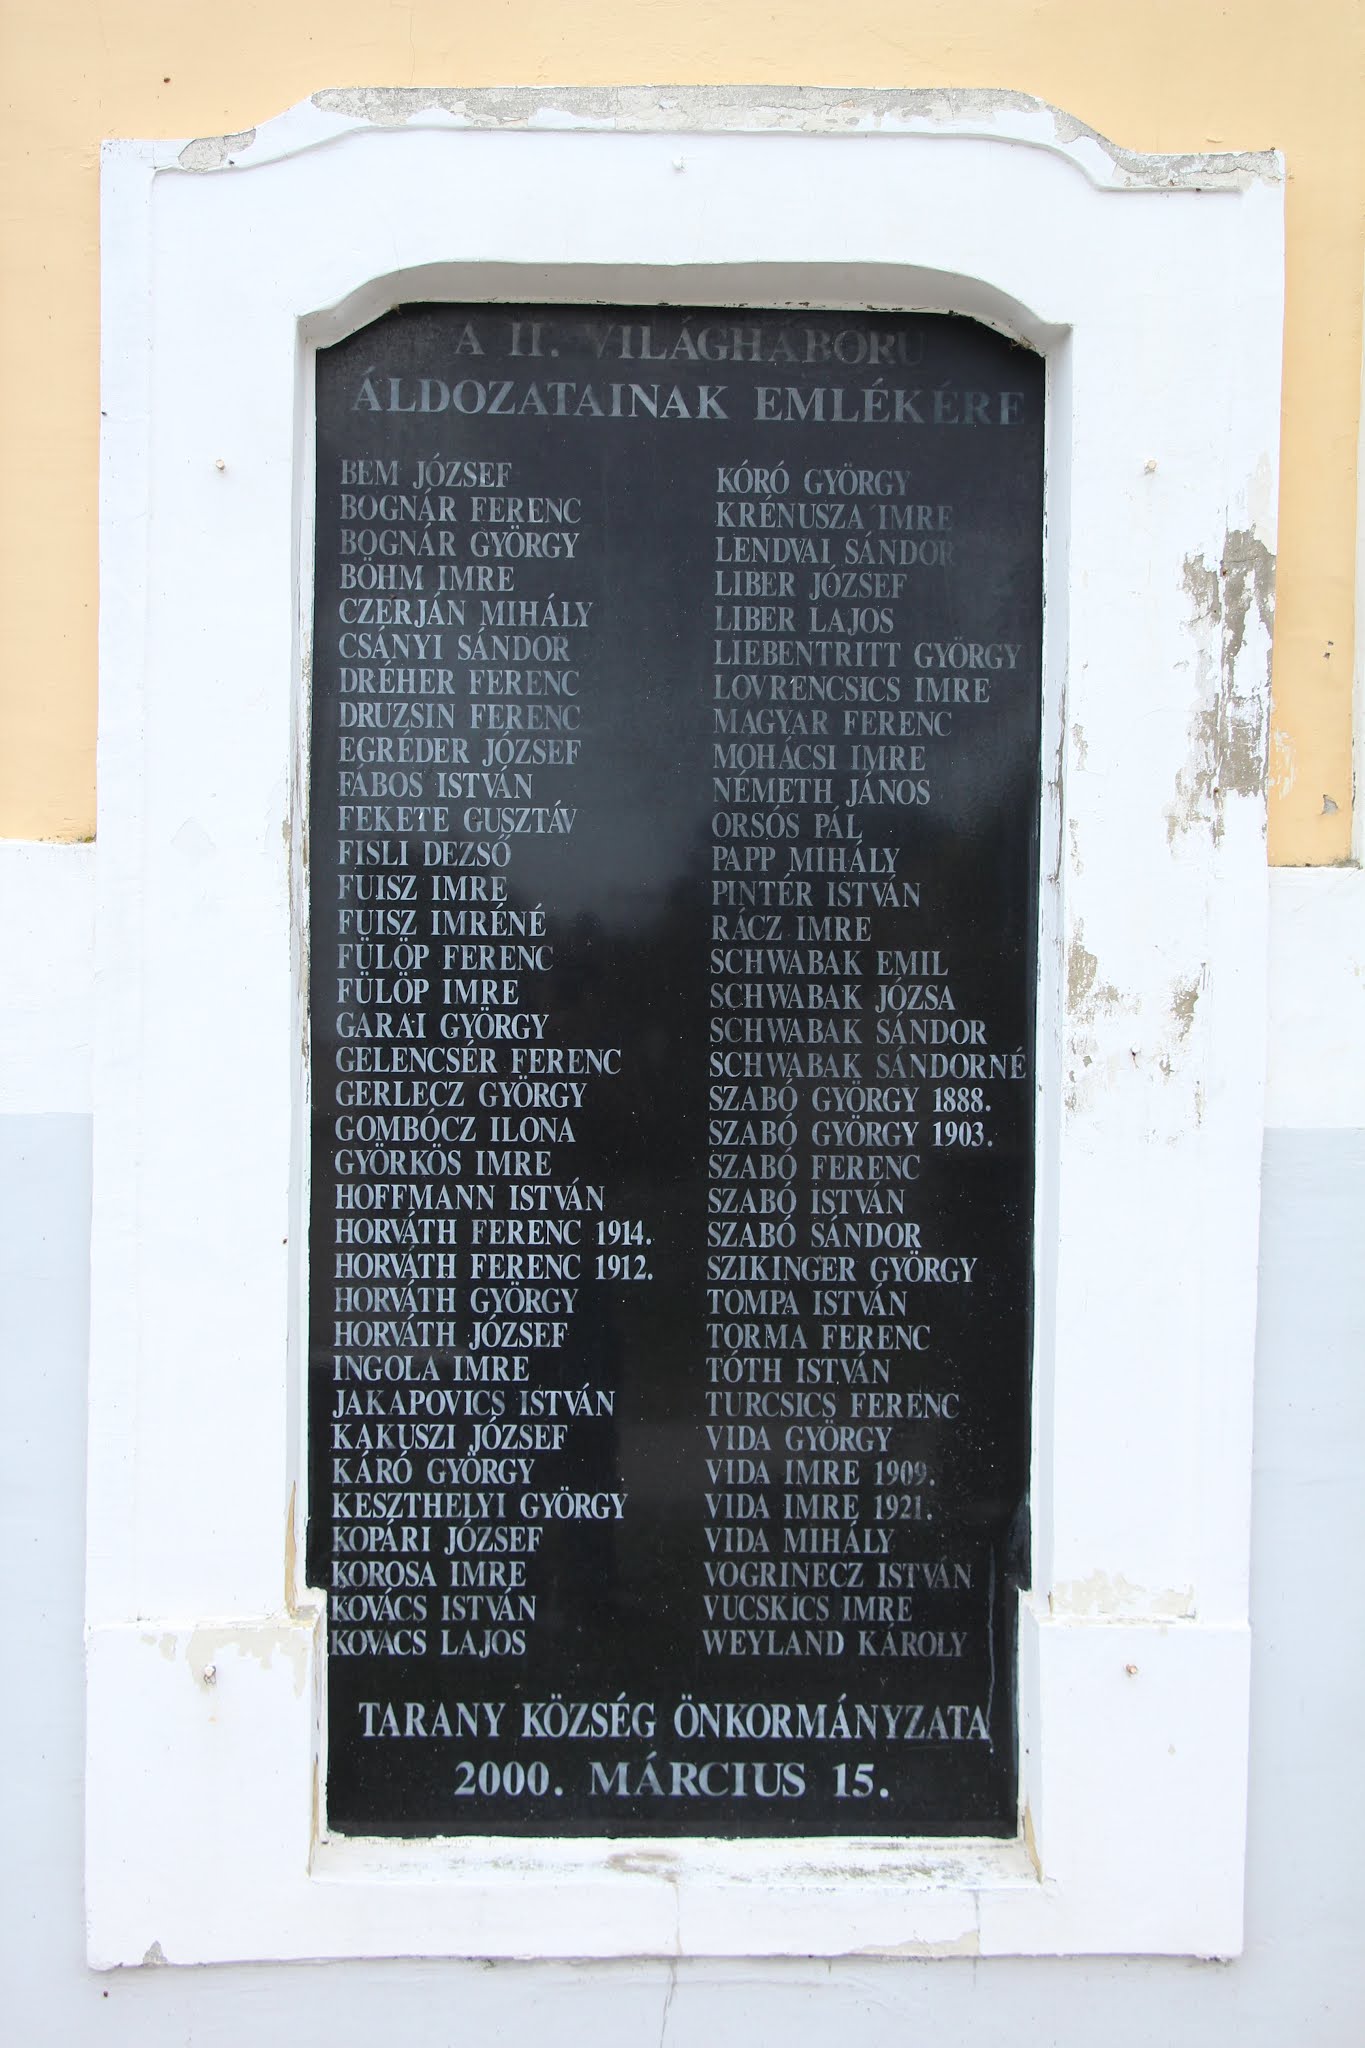 A II. VILÁGHÁBORU
ÁLDOZATAINAK EMLÉKÉRE
BEM JÓZSEF
BOGNÁR FERENC
BOGNÁR GYÖRGY
BÖHM IMRE
CZERJÁN MIHÁLY
CSÁNYI SÁNDOR
DRÉHER FERENC
DRUZSIN FERENC
EGRÉDER JÓZSEF
FÁBOS ISTVÁN
FEKETE GUSZTÁV
FISLI DEZSŐ
FUISZ IMRE
FUISZ IMRÉNÉ
FÜLÖP FERENC
FÜLÖP IMRE
GARAI GYÖRGY
GELENCSÉR FERENC
GERLECZ GYÖRGY
GOMBÓCZ ILONA
GYÖRKÖS IMRE
HOFFMANN ISTVÁN
HORVÁTH FERENC 1914.
HORVÁTH FERENC 1912.
HORVÁTH GYÖRGY
HORVÁTH JÓZSEF
INGOLA IMRE
JAKAPOVICS ISTVÁN
KAKUSZI JÓZSEF
KÁRÓ GYÖRGY
KESZTHELYI GYÖRGY
KOPÁRI JÓZSEF
KOROSA IMRE
KOVÁCS ISTVÁN
KOVACS LAJOS
KÓRÓ GYÖRGY
KRÉNUSZA IMRE
LENDVAI SÁNDOR
LIBER JÓZSEF
LIBER LAJOS
LIEBENTRITT GYÖRGY
LOVRENCSICS IMRE
MAGYAR FERENC
MOHÁCSI IMRE
NÉMETH JÁNOS
ORSÓS PÁL
PAPP MIHÁLY
PINTÉR ISTVÁN
RÁCZ IMRE
SCHWABAK EMIL
SCHWABAK JÓZSA
SCHWABAK SÁNDOR
SCHWABAK SÁNDORNÉ
SZABÓ GYÖRGY 1888.
SZABÓ GYÖRGY 1903.
SZABÓ FERENC
SZABÓ ISTVÁN
SZABÓ SÁNDOR
SZIKINGER GYÖRGY
TOMPA ISTVÁN
TORMA FERENC
TÓTH ISTVÁN
TURCSICS FERENC
VIDA GYÖRGY
VIDA IMRE 1909.
VIDA IMRE 1921.
VIDA MIHÁLY
VOGRINECZ ISTVÁN
VUCSKICS IMRE
WEYLAND KÁROLY
TARANY KÖZSÉG ÖNKORMÁNYZATA
2000. MÁRCIUS 15.